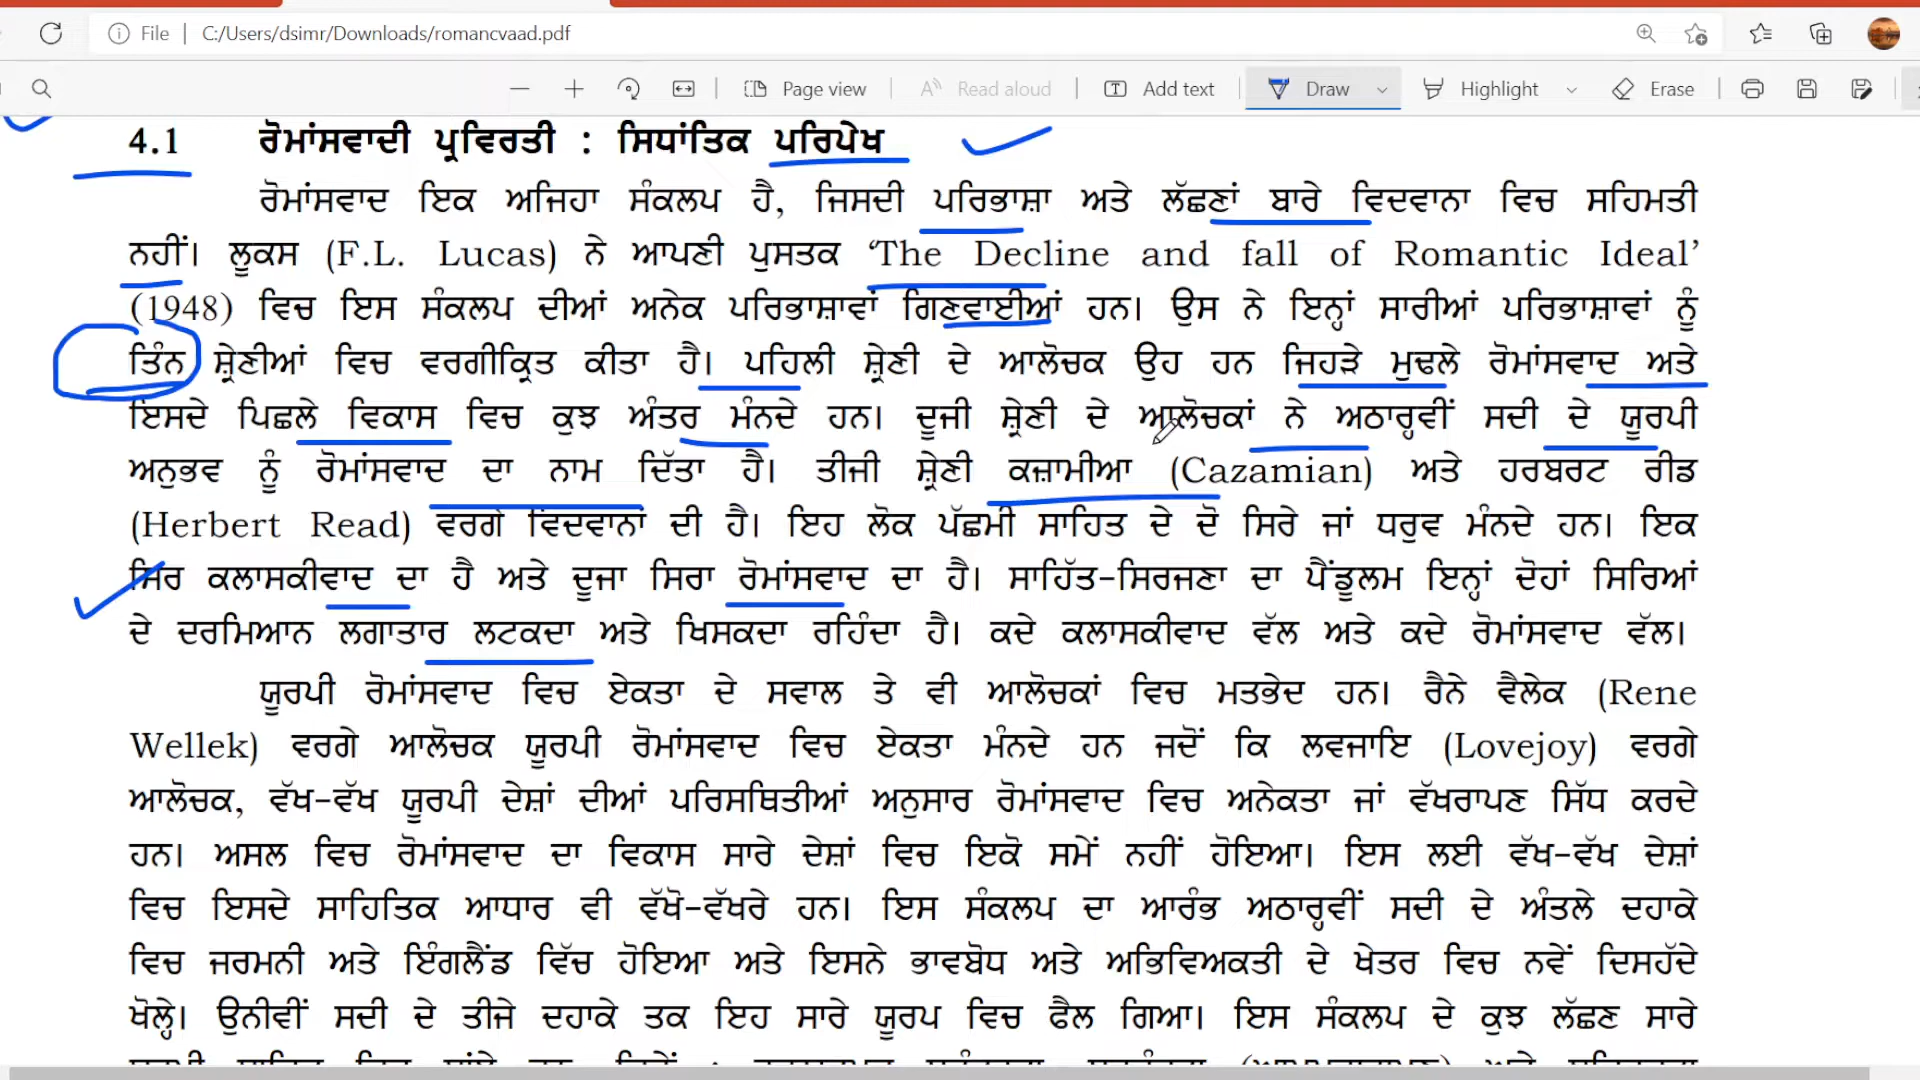 File | C:/Users/dsimr/Downloads/romancvaad.pdf
Page view Read aloud Add text Draw Highlight Erase
4.1 ਰੋਮਾਂਸਵਾਦੀ ਪ੍ਰਵਿਰਤੀ : ਸਿਧਾਂਤਿਕ ਪਰਿਪੇਖ
ਰੋਮਾਂਸਵਾਦ ਇਕ ਅਜਿਹਾ ਸੰਕਲਪ ਹੈ, ਜਿਸਦੀ ਪਰਿਭਾਸ਼ਾ ਅਤੇ ਲੱਛਣਾਂ ਬਾਰੇ ਵਿਦਵਾਨਾ ਵਿਚ ਸਹਿਮਤੀ
ਨਹੀਂ। ਲੂਕਸ (F.L. Lucas) ਨੇ ਆਪਣੀ ਪੁਸਤਕ ‘The Decline and fall of Romantic Ideal’
(1948) ਵਿਚ ਇਸ ਸੰਕਲਪ ਦੀਆਂ ਅਨੇਕ ਪਰਿਭਾਸ਼ਾਵਾਂ ਗਿਣਵਾਈਆਂ ਹਨ। ਉਸ ਨੇ ਇਨ੍ਹਾਂ ਸਾਰੀਆਂ ਪਰਿਭਾਸ਼ਾਵਾਂ ਨੂੰ
ਤਿੰਨ ਸ਼੍ਰੇਣੀਆਂ ਵਿਚ ਵਰਗੀਕ੍ਰਿਤ ਕੀਤਾ ਹੈ। ਪਹਿਲੀ ਸ਼੍ਰੇਣੀ ਦੇ ਆਲੋਚਕ ਉਹ ਹਨ ਜਿਹੜੇ ਮੁਢਲੇ ਰੋਮਾਂਸਵਾਦ ਅਤੇ
ਇਸਦੇ ਪਿਛਲੇ ਵਿਕਾਸ ਵਿਚ ਕੁਝ ਅੰਤਰ ਮੰਨਦੇ ਹਨ। ਦੂਜੀ ਸ਼੍ਰੇਣੀ ਦੇ ਆਲੋਚਕਾਂ ਨੇ ਅਠਾਰ੍ਹਵੀਂ ਸਦੀ ਦੇ ਯੂਰਪੀ
ਅਨੁਭਵ ਨੂੰ ਰੋਮਾਂਸਵਾਦ ਦਾ ਨਾਮ ਦਿੱਤਾ ਹੈ। ਤੀਜੀ ਸ਼੍ਰੇਣੀ ਕਜ਼ਾਮੀਆ (Cazamian) ਅਤੇ ਹਰਬਰਟ ਰੀਡ
(Herbert Read) ਵਰਗੇ ਵਿਦਵਾਨਾਂ ਦੀ ਹੈ। ਇਹ ਲੋਕ ਪੱਛਮੀ ਸਾਹਿਤ ਦੇ ਦੋ ਸਿਰੇ ਜਾਂ ਧਰੁਵ ਮੰਨਦੇ ਹਨ। ਇਕ
ਸਿਰ ਕਲਾਸਕੀਵਾਦ ਦਾ ਹੈ ਅਤੇ ਦੂਜਾ ਸਿਰਾ ਰੋਮਾਂਸਵਾਦ ਦਾ ਹੈ। ਸਾਹਿੱਤ-ਸਿਰਜਣਾ ਦਾ ਪੈਂਡੂਲਮ ਇਨ੍ਹਾਂ ਦੋਹਾਂ ਸਿਰਿਆਂ
ਦੇ ਦਰਮਿਆਨ ਲਗਾਤਾਰ ਲਟਕਦਾ ਅਤੇ ਖਿਸਕਦਾ ਰਹਿੰਦਾ ਹੈ। ਕਦੇ ਕਲਾਸਕੀਵਾਦ ਵੱਲ ਅਤੇ ਕਦੇ ਰੋਮਾਂਸਵਾਦ ਵੱਲ।
ਯੂਰਪੀ ਰੋਮਾਂਸਵਾਦ ਵਿਚ ਏਕਤਾ ਦੇ ਸਵਾਲ ਤੇ ਵੀ ਆਲੋਚਕਾਂ ਵਿਚ ਮਤਭੇਦ ਹਨ। ਰੈਨੇ ਵੈਲੇਕ (Rene
Wellek) ਵਰਗੇ ਆਲੋਚਕ ਯੂਰਪੀ ਰੋਮਾਂਸਵਾਦ ਵਿਚ ਏਕਤਾ ਮੰਨਦੇ ਹਨ ਜਦੋਂ ਕਿ ਲਵਜਾਇ (Lovejoy) ਵਰਗੇ
ਆਲੋਚਕ, ਵੱਖ-ਵੱਖ ਯੂਰਪੀ ਦੇਸ਼ਾਂ ਦੀਆਂ ਪਰਿਸਥਿਤੀਆਂ ਅਨੁਸਾਰ ਰੋਮਾਂਸਵਾਦ ਵਿਚ ਅਨੇਕਤਾ ਜਾਂ ਵੱਖਰਾਪਣ ਸਿੱਧ ਕਰਦੇ
ਹਨ। ਅਸਲ ਵਿਚ ਰੋਮਾਂਸਵਾਦ ਦਾ ਵਿਕਾਸ ਸਾਰੇ ਦੇਸ਼ਾਂ ਵਿਚ ਇਕੋ ਸਮੇਂ ਨਹੀਂ ਹੋਇਆ। ਇਸ ਲਈ ਵੱਖ-ਵੱਖ ਦੇਸ਼ਾਂ
ਵਿਚ ਇਸਦੇ ਸਾਹਿਤਿਕ ਆਧਾਰ ਵੀ ਵੱਖੋ-ਵੱਖਰੇ ਹਨ। ਇਸ ਸੰਕਲਪ ਦਾ ਆਰੰਭ ਅਠਾਰ੍ਹਵੀਂ ਸਦੀ ਦੇ ਅੰਤਲੇ ਦਹਾਕੇ
ਵਿਚ ਜਰਮਨੀ ਅਤੇ ਇੰਗਲੈਂਡ ਵਿੱਚ ਹੋਇਆ ਅਤੇ ਇਸਨੇ ਭਾਵਬੋਧ ਅਤੇ ਅਭਿਵਿਅਕਤੀ ਦੇ ਖੇਤਰ ਵਿਚ ਨਵੇਂ ਦਿਸਹੱਦੇ
ਖੋਲ੍ਹੇ। ਉਨੀਵੀਂ ਸਦੀ ਦੇ ਤੀਜੇ ਦਹਾਕੇ ਤਕ ਇਹ ਸਾਰੇ ਯੂਰਪ ਵਿਚ ਫੈਲ ਗਿਆ। ਇਸ ਸੰਕਲਪ ਦੇ ਕੁਝ ਲੱਛਣ ਸਾਰੇ